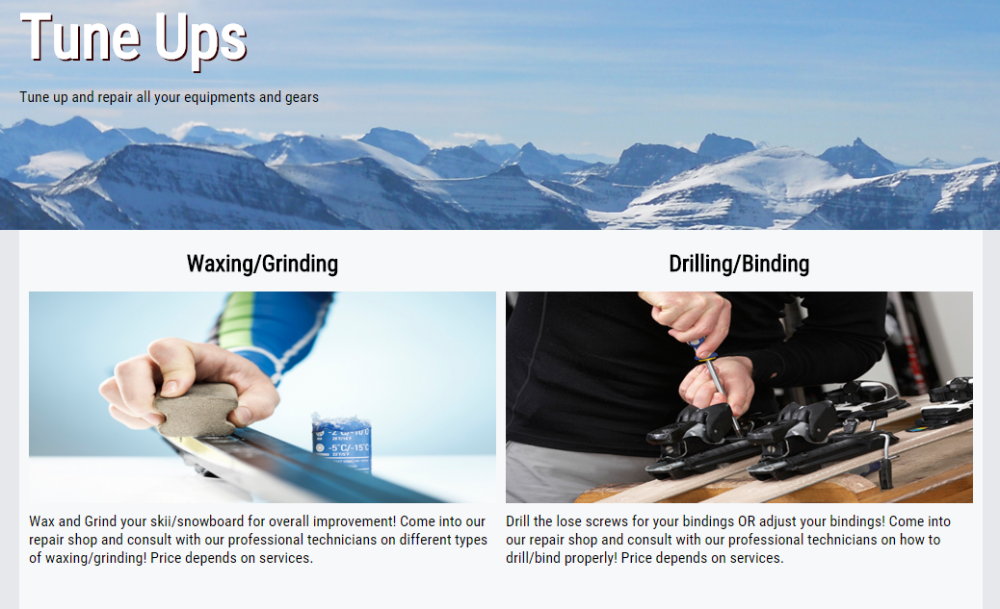 Tune Ups
Tune up and repair all your equipments and gears
Waxing/Grinding
Drilling/Binding
-5°C/-15°C
Wax and Grind your skii/snowboard for overall improvement! Come into our
repair shop and consult with our professional technicians on different types
of waxing/grinding! Price depends on services.
Drill the lose screws for your bindings OR adjust your bindings! Come into
our repair shop and consult with our professional technicians on how to
drill/bind properly! Price depends on services.